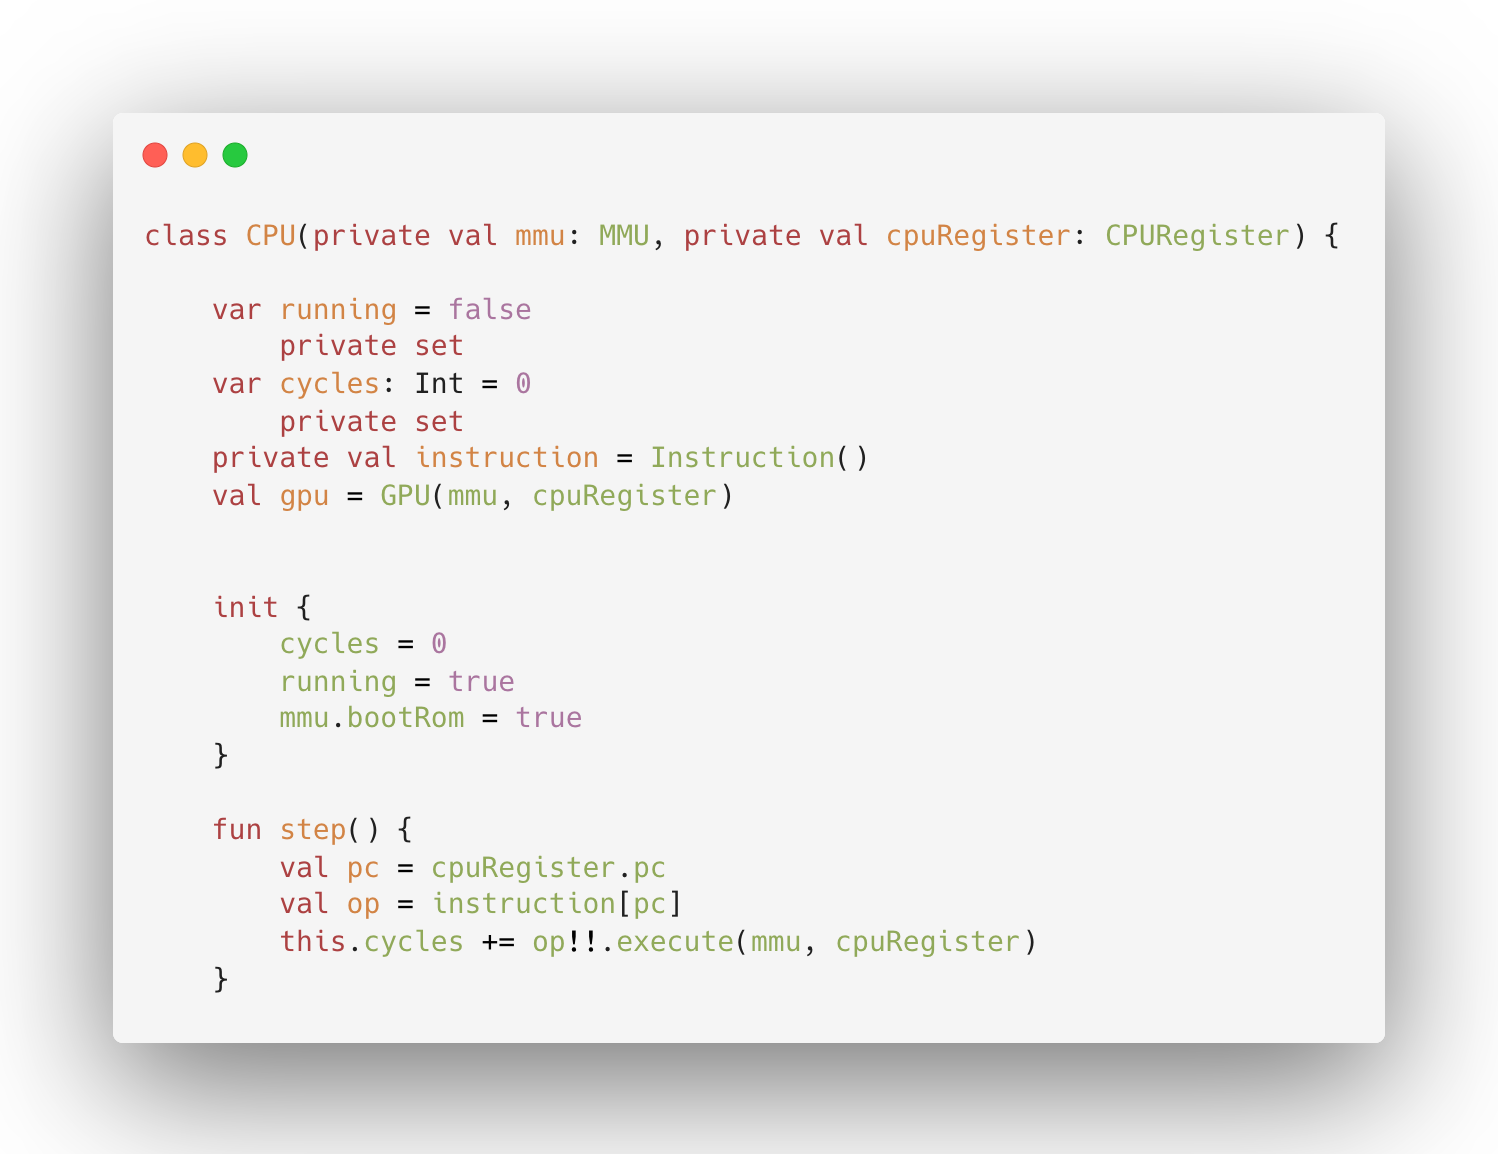 class CPU(private val mmu: MMU, private val cpuRegister: CPURegister) {

    var running = false
        private set
    var cycles: Int = 0
        private set
    private val instruction = Instruction()
    val gpu = GPU(mmu, cpuRegister)


    init {
        cycles = 0
        running = true
        mmu.bootRom = true
    }

    fun step() {
        val pc = cpuRegister.pc
        val op = instruction[pc]
        this.cycles += op!!.execute(mmu, cpuRegister)
    }